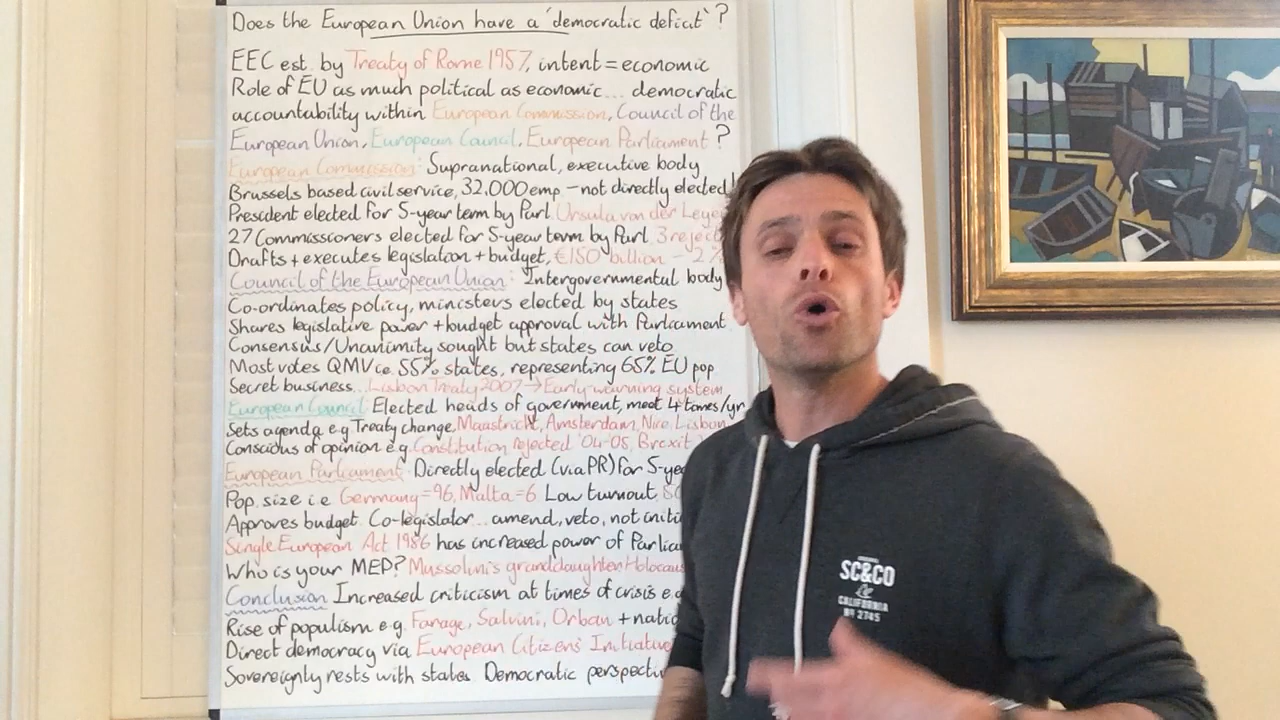 Does the European Union have a 'democratic deficit'?
EEC est. by Treaty of Rome 1957, intent = economic
Role of EU as much political as economic... democratic
accountability within European Commission, Council of the
European Union, European Council, European Parliament?
European Commission: Supranational, executive body
Brussels based civil service, 32,000 emp - not directly elected!
President elected for 5-year term by Parl Ursula von der Leye
27 Commissioners elected for 5-year term by Parl 3 reject
Drafts + executes legislation + budget, €150 billion - 2%
Council of the European Union: Intergovernmental body
Co-ordinates policy, ministers elected by states
Shares legislative power + budget approval with Parliament
Consensus/Unanimity sought but states can veto
Most votes QMV i.e. 55% states, representing 65% EU pop
Secret business... Lisbon Treaty 2007 → Early-warning system
European Council: Elected heads of government, meet 4 times/yr
Sets agenda e.g Treaty change, Maastricht, Amsterdam, Nice, Lisbon
Conscious of opinion e.g. Constitution rejected '04-05, Brexit
European Parliament: Directly elected (via PR) for 5-ye
Pop. size i.e Germany=96, Malta=6 Low turnout
Approves budget. Co-legislator... amend, veto, not initi
Single European Act 1986 has increased power of Parlia
Who is your MEP? Mussolini's granddaughter Holocaus
Conclusion Increased criticism at times of crisis e.
Rise of populism e.g. Farage, Salvini, Orban + natio
Direct democracy via European Citizens' Initiative
Sovereignty rests with states. Democratic perspectiv
SC&CO
&
CALIFORNIA
Nº 2745